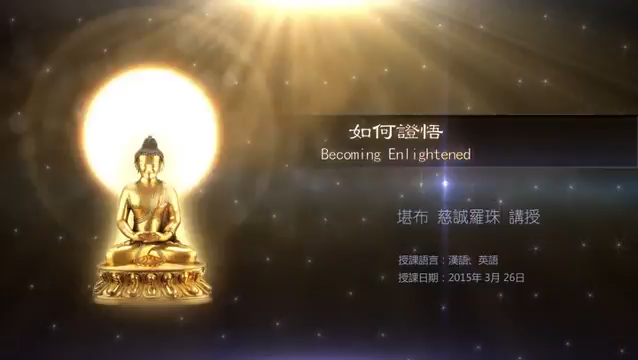 如何證悟
Becoming Enlightened
堪布 慈誠羅珠 講授
授課語言：漢語、英語
授課日期：2015年 3月 26日